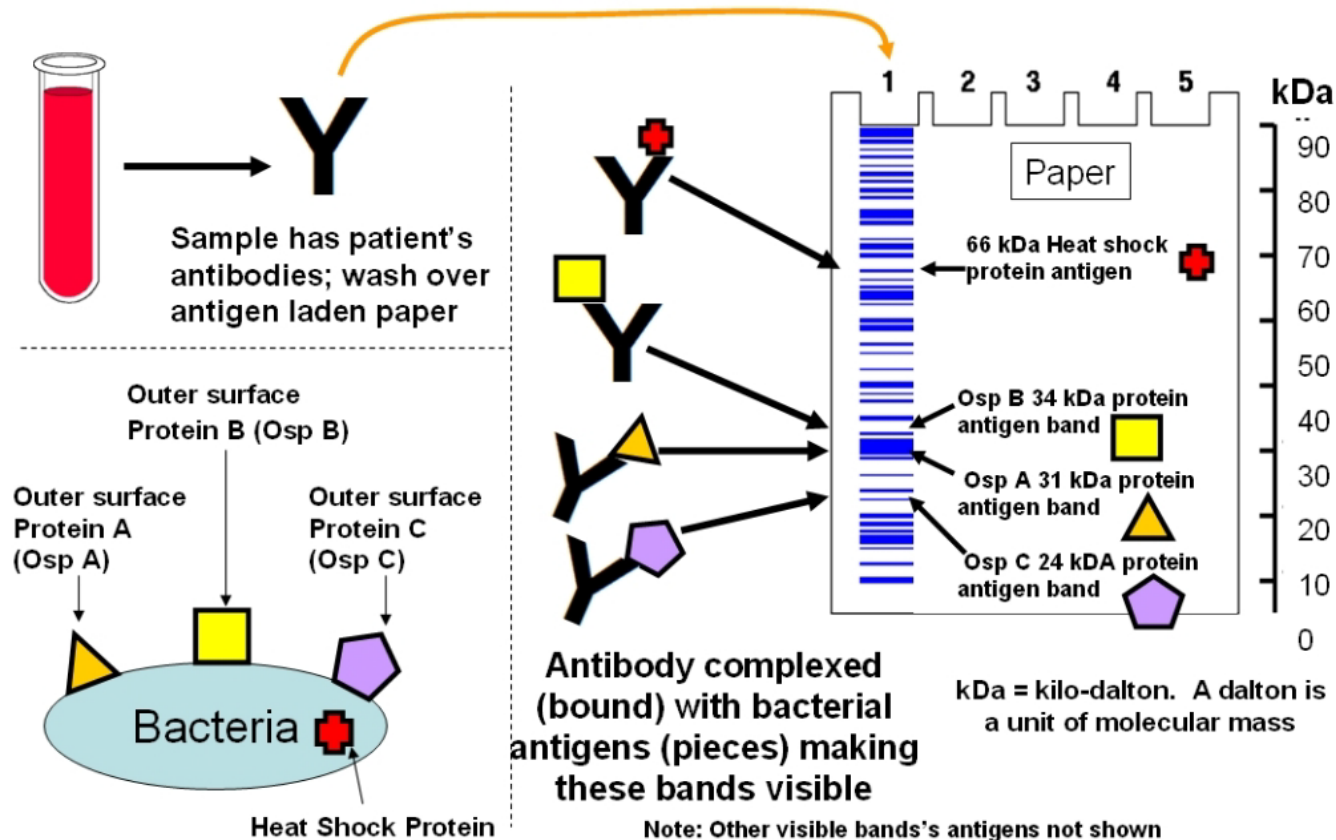 Y
Sample has patient's
antibodies; wash over
antigen laden paper
Outer surface
Protein B (Osp B)
Outer surface
Protein A
(Osp A)
Outer surface
Protein C
(Osp C)
Bacteria
Heat Shock Protein
Y
Y
Y
Y
Antibody complexed
(bound) with bacterial
antigens (pieces) making
these bands visible
1 2 3 4 5
kDa
--
90
80
70
60
50
40
30
20
10
0
Paper
66 kDa Heat shock
protein antigen
Osp B 34 kDa protein
antigen band
Osp A 31 kDa protein
antigen band
Osp C 24 kDA protein
antigen band
kDa = kilo-dalton. A dalton is
a unit of molecular mass
Note: Other visible bands's antigens not shown